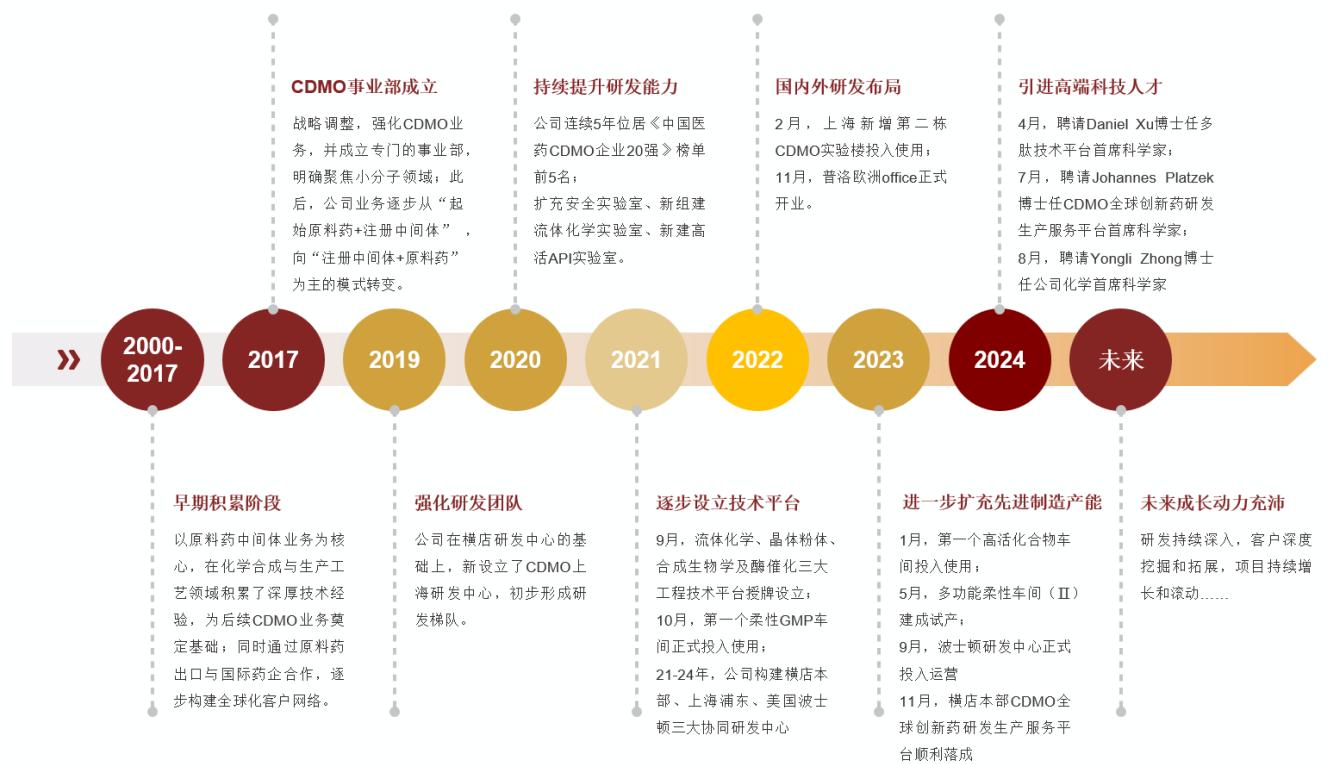 CDMO事业部成立
战略调整，强化CDMO业
务，并成立专门的事业部，
明确聚焦小分子领域；此
后，公司业务逐步从“起
始原料药+注册中间体”，
向“注册中间体+原料药”
为主的模式转变。
持续提升研发能力
公司连续5年位居《中国医
药CDMO企业20强》榜单
前5名；
扩充安全实验室、新组建
流体化学实验室、新建高
活API实验室。
国内外研发布局
2月，上海新增第二栋
CDMO实验楼投入使用；
11月，普洛欧洲office正式
开业。
引进高端科技人才
4月，聘请Daniel Xu博士任多
肽技术平台首席科学家；
7月，聘请Johannes Platzek
博士任CDMO全球创新药研发
生产服务平台首席科学家；
8月，聘请Yongli Zhong博士
任公司化学首席科学家
2000-
2017
2017
2019
2020
2021
2022
2023
2024
未来
早期积累阶段
以原料药中间体业务为核
心，在化学合成与生产工
艺领域积累了深厚技术经
验，为后续CDMO业务奠
定基础；同时通过原料药
出口与国际药企合作，逐
步构建全球化客户网络。
强化研发团队
公司在横店研发中心的基
础上，新设立了CDMO上
海研发中心，初步形成研
发梯队。
逐步设立技术平台
9月，流体化学、晶体粉体、
合成生物学及酶催化三大
工程技术平台授牌设立；
10月，第一个柔性GMP车
间正式投入使用；
21-24年，公司构建横店本
部、上海浦东、美国波士
顿三大协同研发中心
进一步扩充先进制造产能
1月，第一个高活化合物车
间投入使用；
5月，多功能柔性车间（Ⅱ）
建成试产；
9月，波士顿研发中心正式
投入运营
11月，横店本部CDMO全
球创新药研发生产服务平
台顺利落成
未来成长动力充沛
研发持续深入，客户深度
挖掘和拓展，项目持续增
长和滚动……